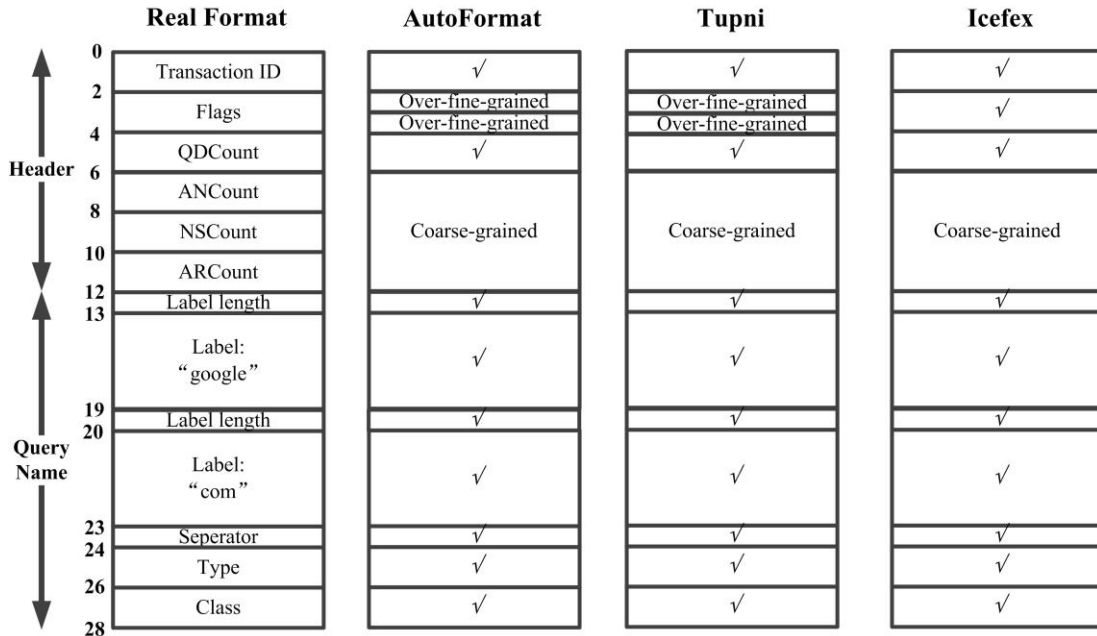 Real Format AutoFormat Tupni Icefex
0
Transaction ID √ √ √
2
Flags Over-fine-grained Over-fine-grained √
Over-fine-grained Over-fine-grained
4
QDCount √ √ √
Header
6
ANCount
8
NSCount Coarse-grained Coarse-grained Coarse-grained
10
ARCount
12
Label length √ √ √
13
Label:
“google” √ √ √
19
Label length √ √ √
20
Query
Name
Label:
“com” √ √ √
23
Seperator √ √ √
24
Type √ √ √
26
Class √ √ √
28